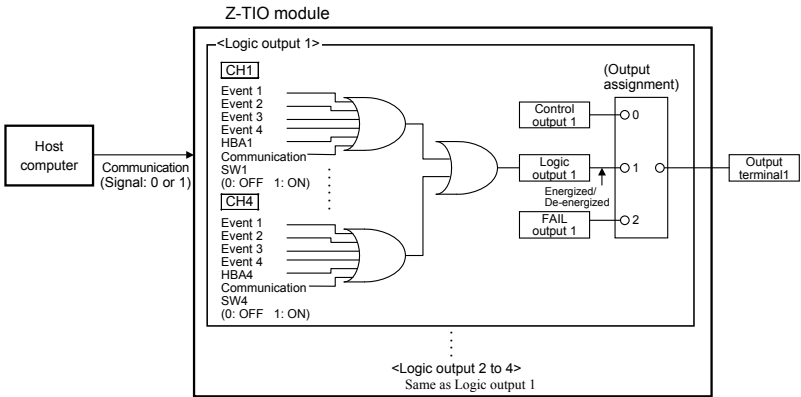 Z-TIO module
<Logic output 1>
CH1
Event 1
Event 2
Event 3
Event 4
HBA1
Communication
SW1
(0: OFF 1: ON)
CH4
Event 1
Event 2
Event 3
Event 4
HBA4
Communication
SW4
(0: OFF 1: ON)
Host
computer
Communication
(Signal: 0 or 1)
(Output
assignment)
Control
output 1
0
Logic
output 1
1
Energized/
De-energized
FAIL
output 1
2
Output
terminal1
<Logic output 2 to 4>
Same as Logic output 1